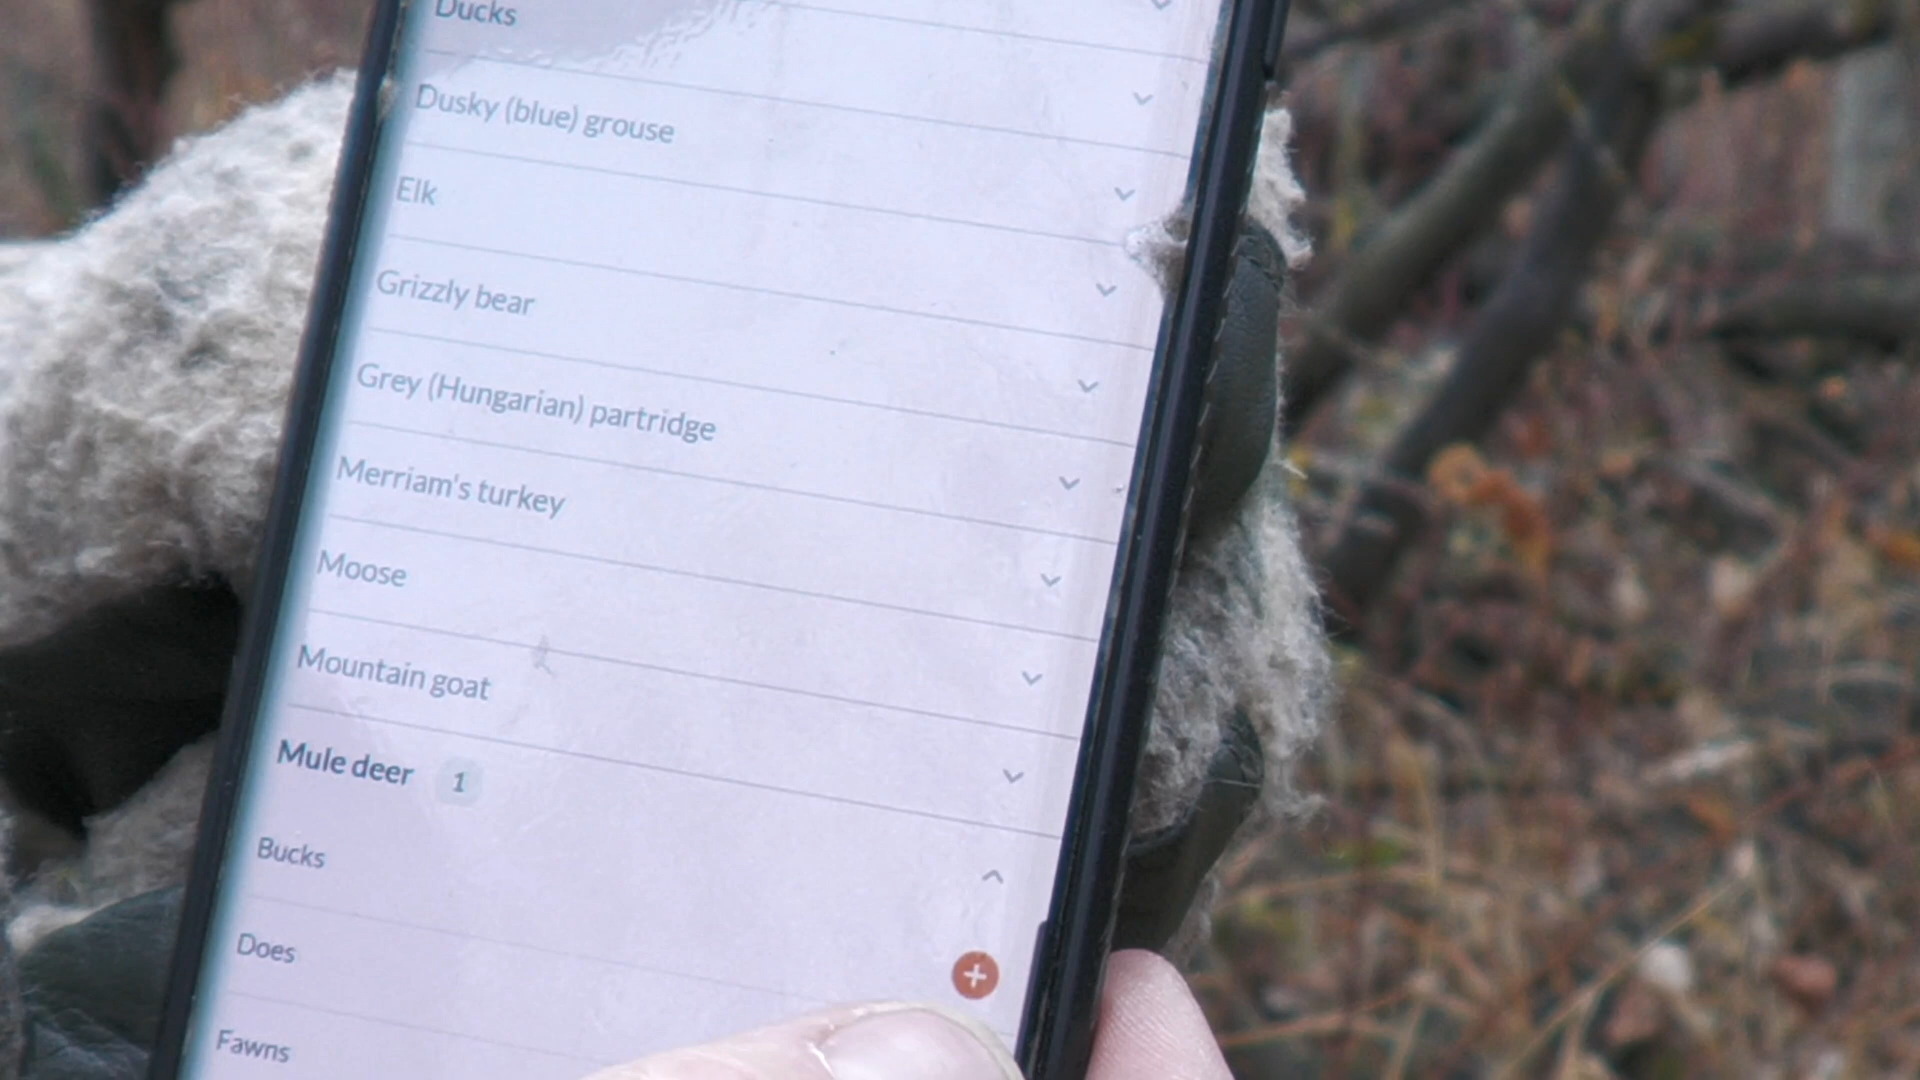 Ducks
Dusky (blue) grouse
Elk
Grizzly bear
Grey (Hungarian) partridge
Merriam's turkey
Moose
Mountain goat
Mule deer 1
Bucks
Does
Fawns